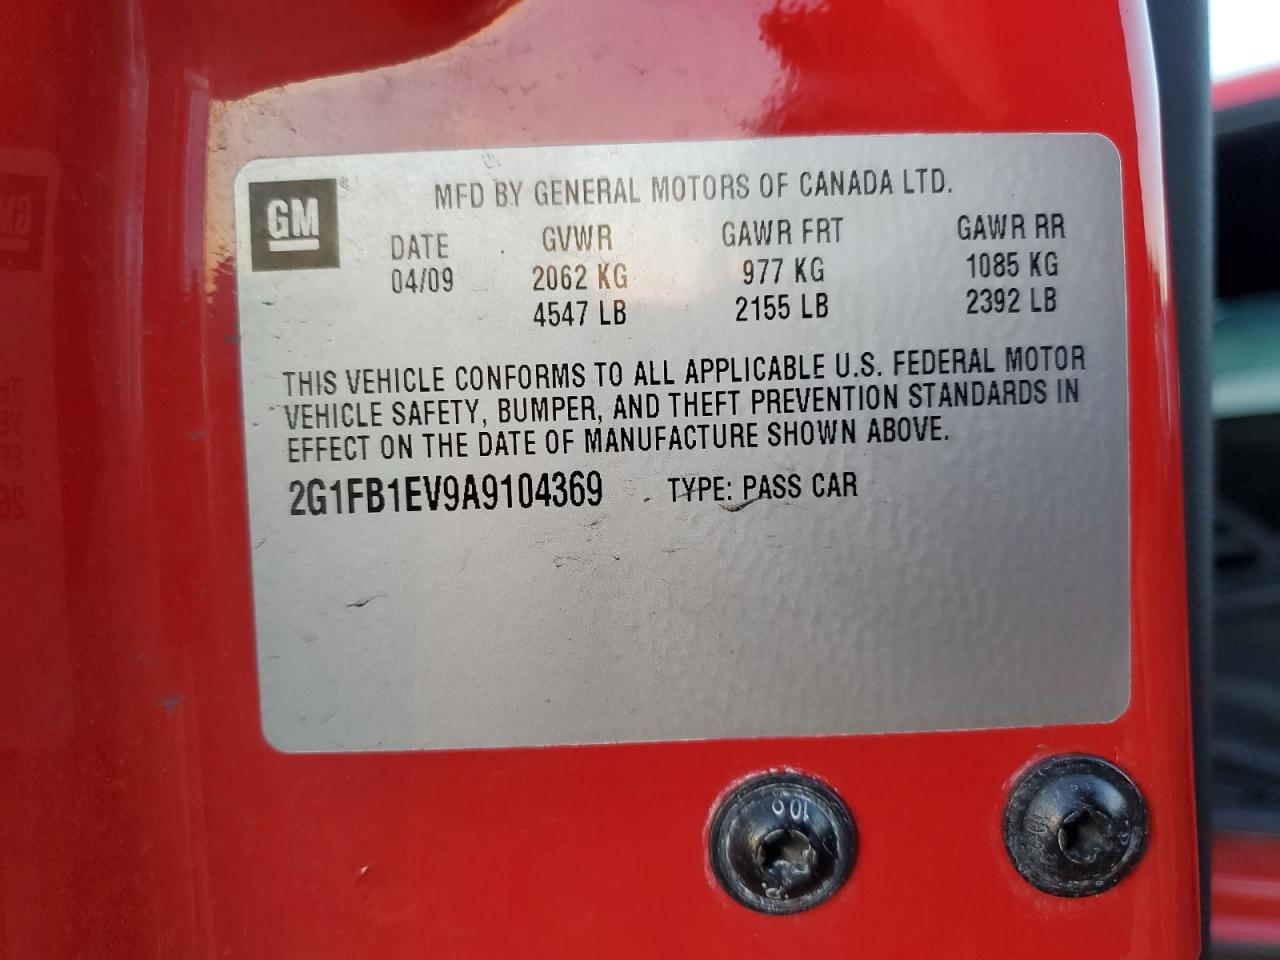 GM®
MFD BY GENERAL MOTORS OF CANADA LTD.
DATE GVWR GAWR FRT GAWR RR
04/09 2062 KG 977 KG 1085 KG
4547 LB 2155 LB 2392 LB
THIS VEHICLE CONFORMS TO ALL APPLICABLE U.S. FEDERAL MOTOR
VEHICLE SAFETY, BUMPER, AND THEFT PREVENTION STANDARDS IN
EFFECT ON THE DATE OF MANUFACTURE SHOWN ABOVE.
2G1FB1EV9A9104369 TYPE: PASS CAR